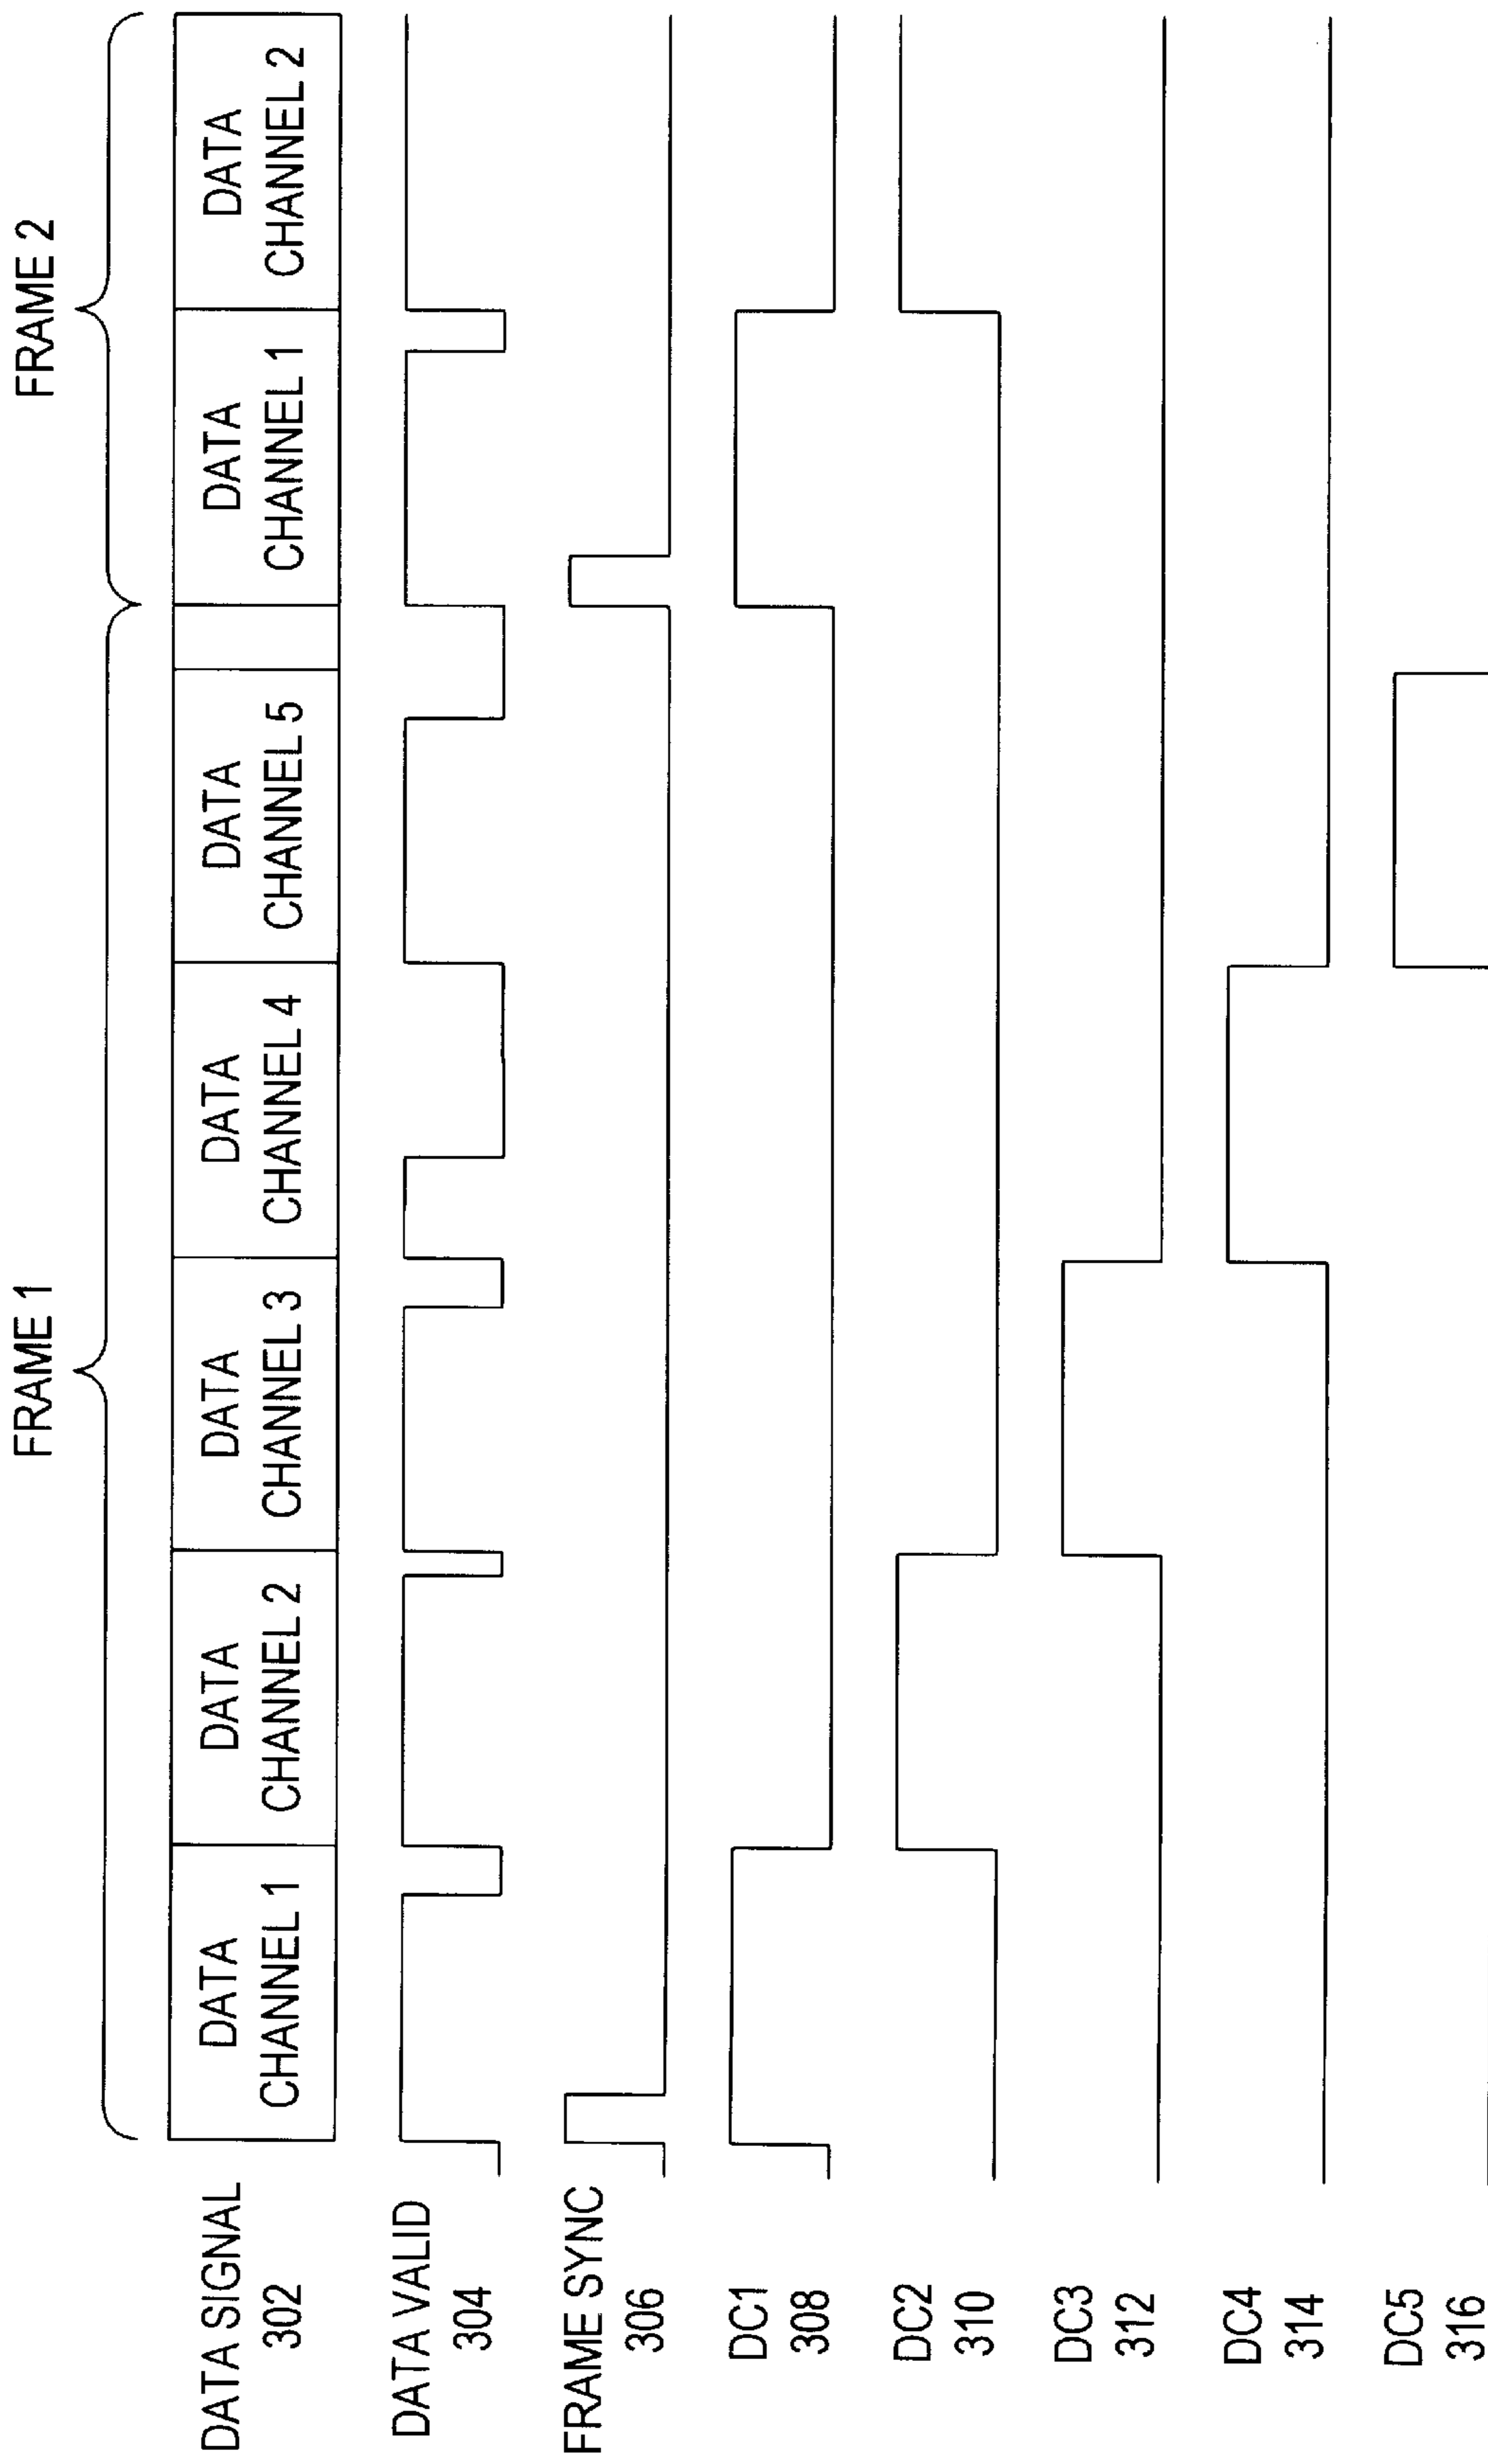 FRAME 1
FRAME 2
DATA SIGNAL
302
DATA
CHANNEL 1
DATA
CHANNEL 2
DATA
CHANNEL 3
DATA
CHANNEL 4
DATA
CHANNEL 5
DATA
CHANNEL 1
DATA
CHANNEL 2
DATA VALID
304
FRAME SYNC
306
DC1
308
DC2
310
DC3
312
DC4
314
DC5
316